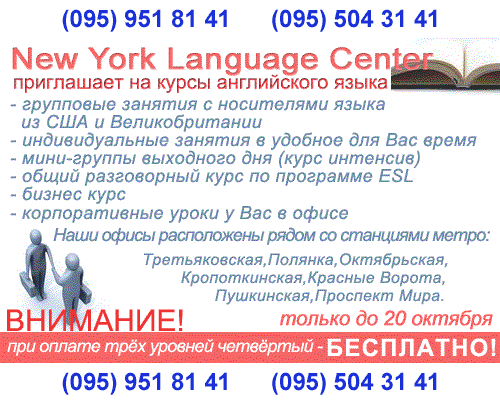 (095) 951 81 41 (095) 504 31 41
New York Language Center
приглашает на курсы английского языка
- групповые занятия с носителями языка
из США и Великобритании
- индивидуальные занятия в удобное для Вас время
- мини-группы выходного дня (курс интенсив)
- общий разговорный курс по программе ESL
- бизнес курс
- корпоративные уроки у Вас в офисе
Наши офисы расположены рядом со станциями метро:
Третьяковская,Полянка,Октябрьская,
Кропоткинская,Красные Ворота,
Пушкинская,Проспект Мира.
ВНИМАНИЕ! только до 20 октября
при оплате трёх уровней четвёртый - БЕСПЛАТНО!
(095) 951 81 41 (095) 504 31 41